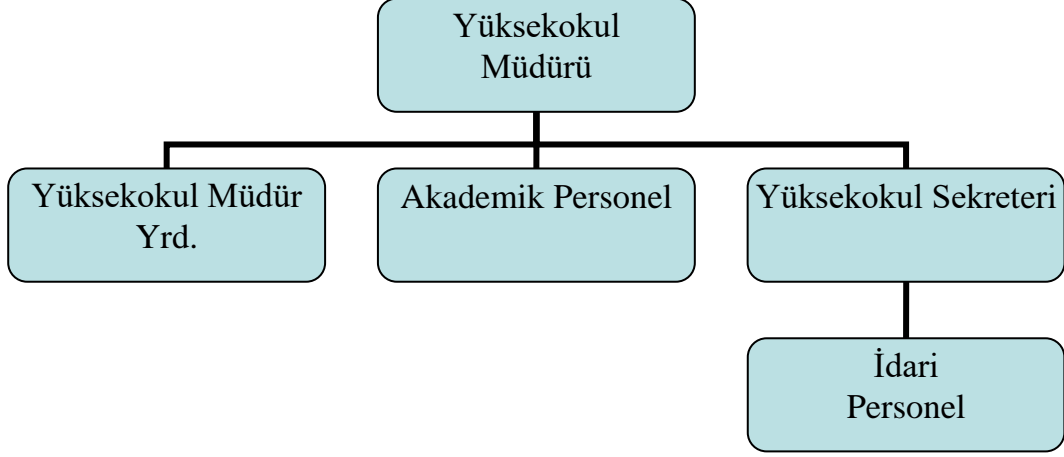 Yüksekokul
Müdürü
Yüksekokul Müdür
Yrd.
Akademik Personel
Yüksekokul Sekreteri
İdari
Personel